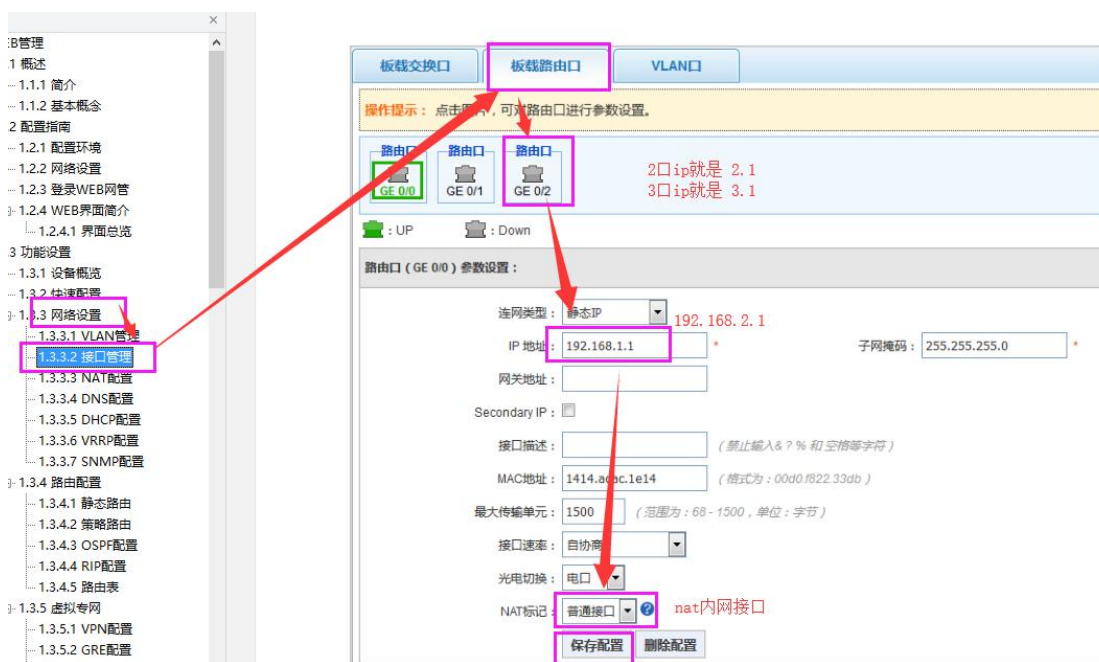 :B管理
.1 概述
1.1.1 简介
1.1.2 基本概念
.2 配置指南
1.2.1 配置环境
1.2.2 网络设置
1.2.3 登录WEB网管
1.2.4 WEB界面简介
1.2.4.1 界面总览
.3 功能设置
1.3.1 设备概览
1.3.2 快速配置
1.3.3 网络设置
1.3.3.1 VLAN管理
1.3.3.2 接口管理
1.3.3.3 NAT配置
1.3.3.4 DNS配置
1.3.3.5 DHCP配置
1.3.3.6 VRRP配置
1.3.3.7 SNMP配置
1.3.4 路由配置
1.3.4.1 静态路由
1.3.4.2 策略路由
1.3.4.3 OSPF配置
1.3.4.4 RIP配置
1.3.4.5 路由表
1.3.5 虚拟专网
1.3.5.1 VPN配置
1.3.5.2 GRE配置
板载交换口 板载路由口 VLAN口
操作提示： 点击图片，可对路由口进行参数设置。
路由口 路由口 路由口
GE 0/0 GE 0/1 GE 0/2
2口ip就是 2.1
3口ip就是 3.1
: UP : Down
路由口 ( GE 0/0 ) 参数设置：
连网类型： 静态IP
192.168.2.1
IP 地址： 192.168.1.1 * 子网掩码： 255.255.255.0 *
网关地址：
Secondary IP：
接口描述： （禁止输入& ? % 和 空格等字符）
MAC地址： 1414. c.1e14 （格式为：00d0.f822.33db）
最大传输单元： 1500 （范围为：68 - 1500，单位：字节）
接口速率： 自协商
光电切换： 电口
NAT标记： 普通接口 nat内网接口
保存配置 删除配置